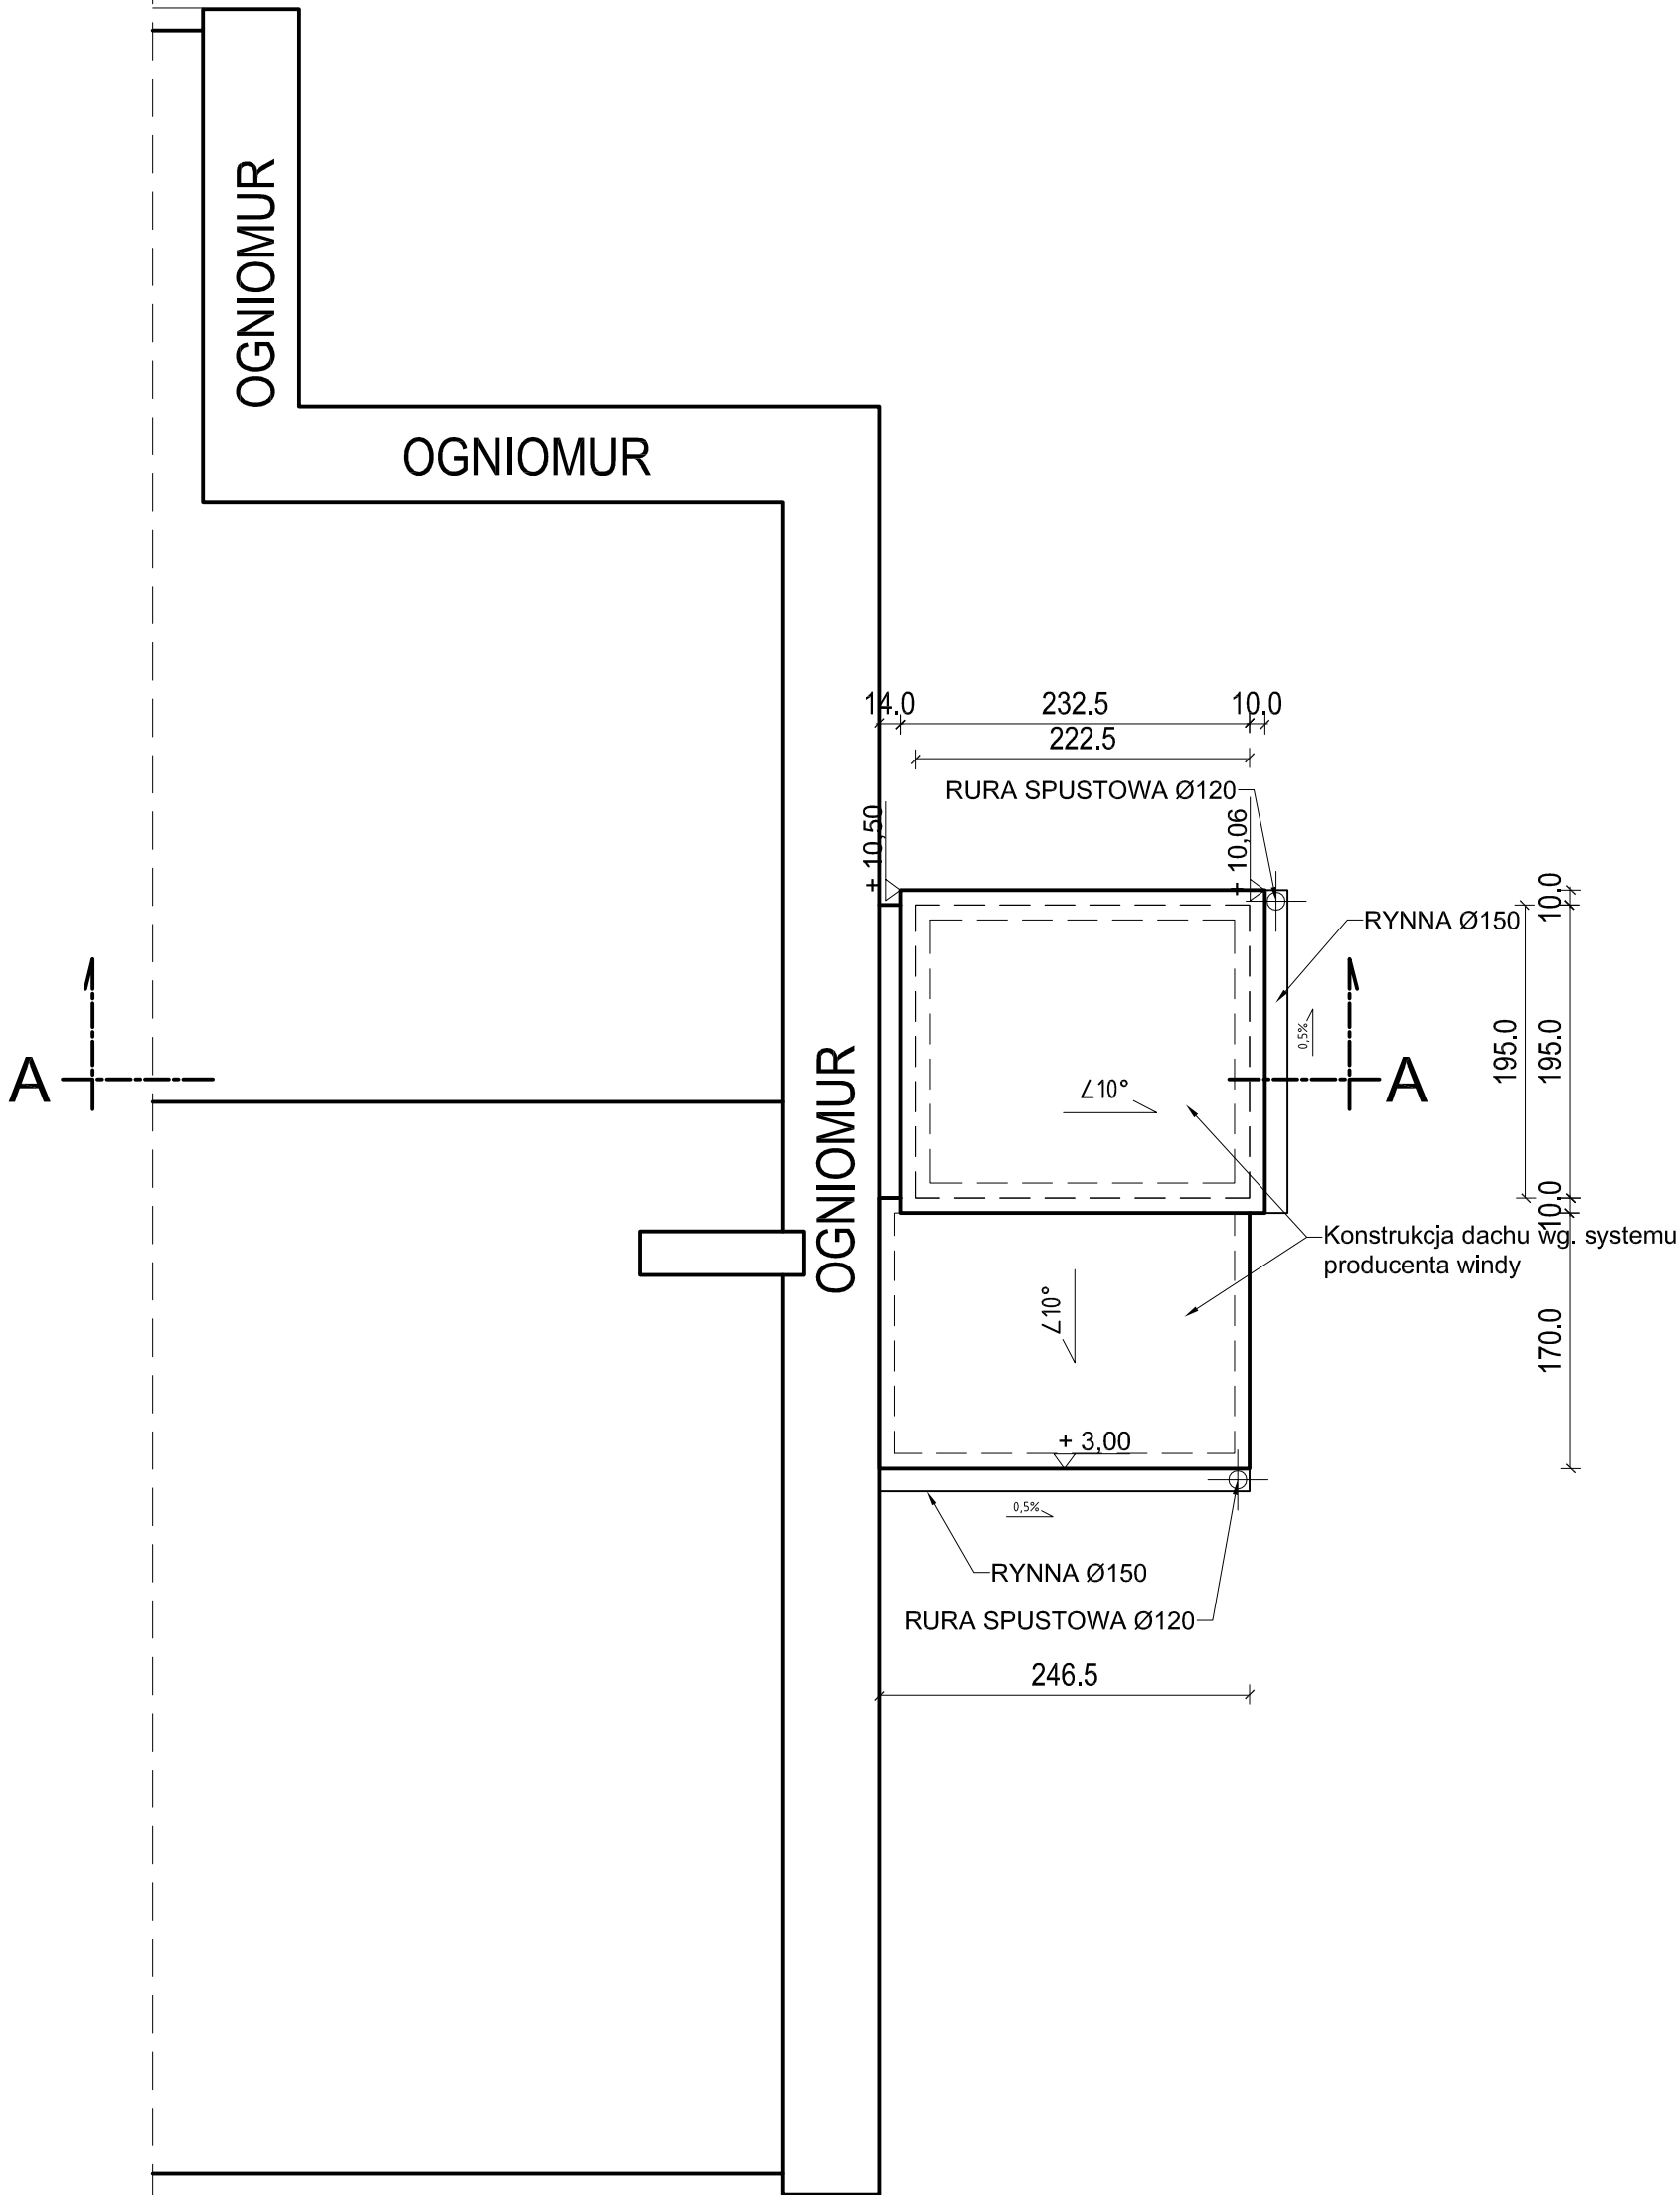 OGNIOMUR
OGNIOMUR
14.0
232.5
10.0
222.5
RURA SPUSTOWA Ø120
+ 10,50
+ 10,06
10.0
RYNNA Ø150
0,5%
195.0
195.0
A
A
∠10°
OGNIOMUR
10.0
Konstrukcja dachu wg. systemu
producenta windy
∠10°
170.0
+ 3,00
0,5%
RYNNA Ø150
RURA SPUSTOWA Ø120
246.5